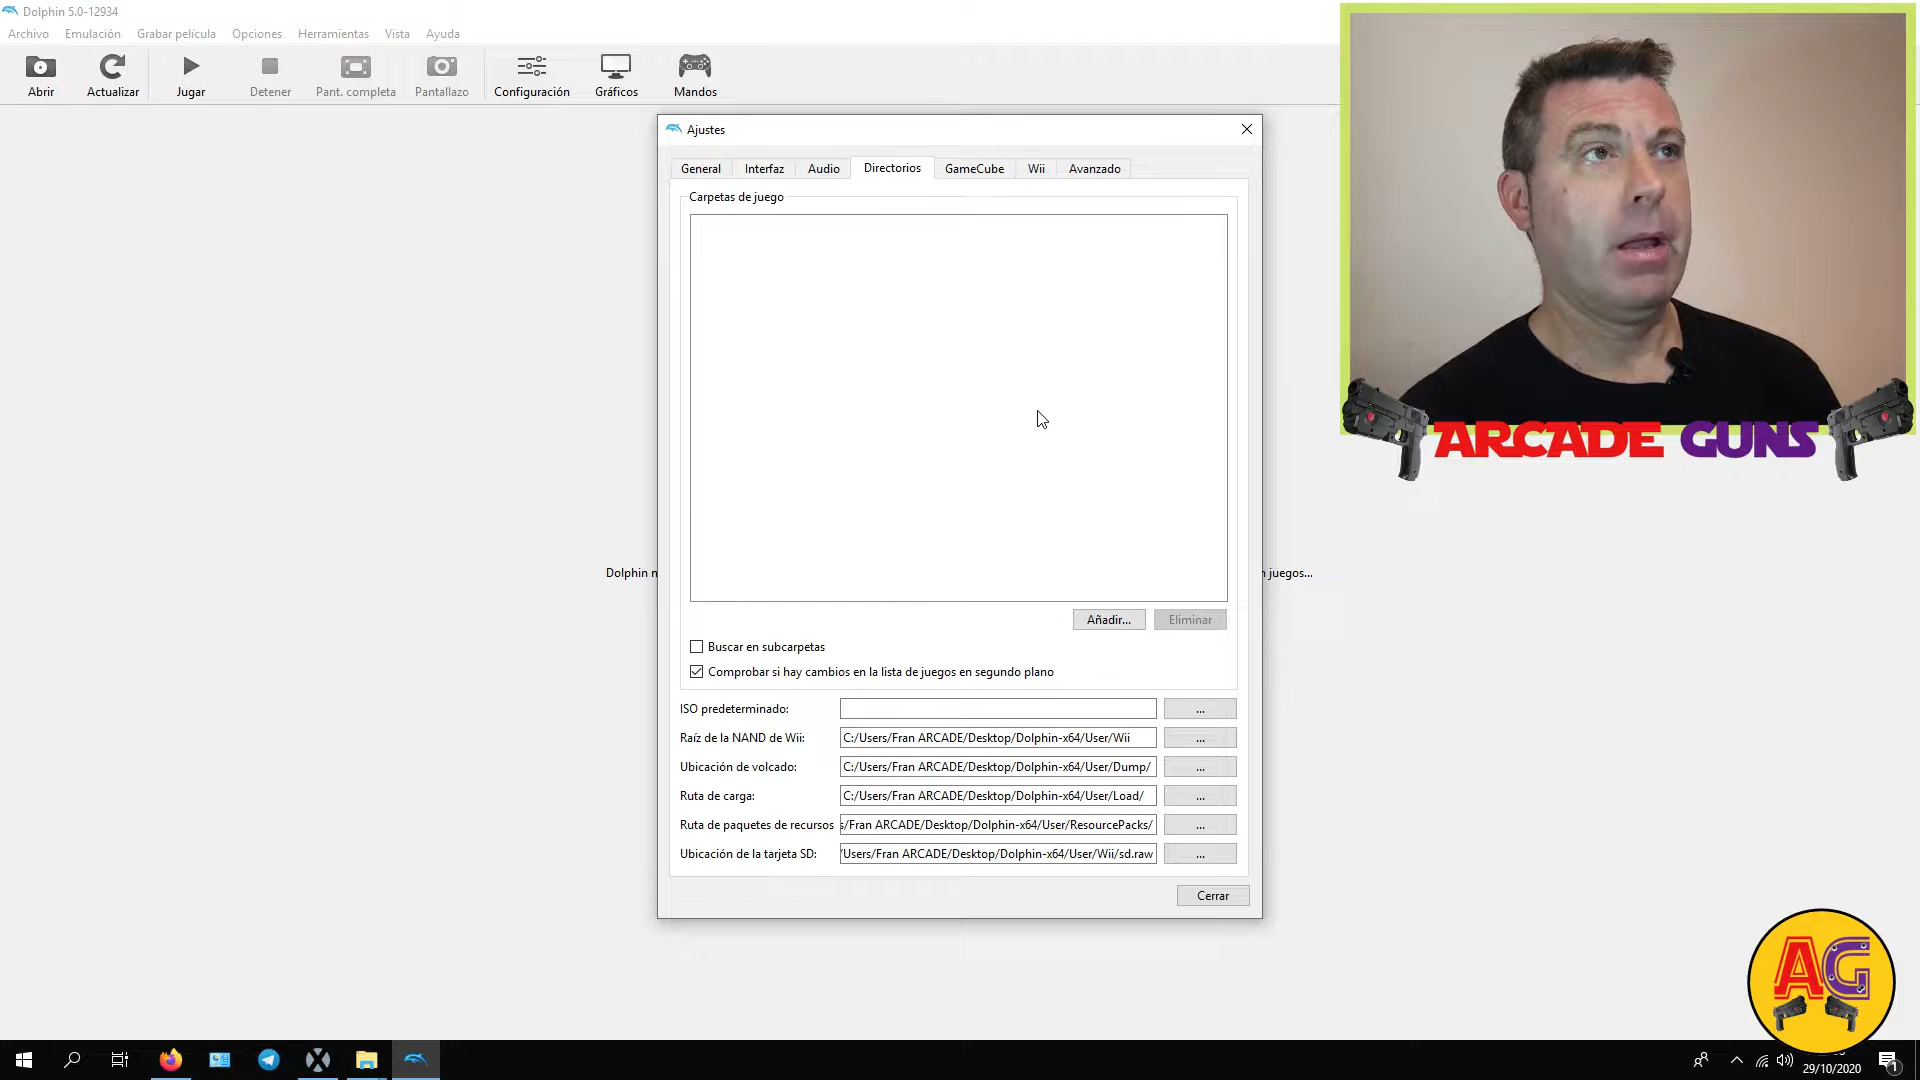 Dolphin 5.0-12934
Archivo Emulación Grabar película Opciones Herramientas Vista Ayuda
Abrir Actualizar Jugar Detener Pant. completa Pantallazo Configuración Gráficos Mandos
Ajustes
General Interfaz Audio Directorios GameCube Wii Avanzado
Carpetas de juego
Dolphin n
n juegos...
Añadir... Eliminar
Buscar en subcarpetas
Comprobar si hay cambios en la lista de juegos en segundo plano
ISO predeterminado: ...
Raíz de la NAND de Wii: C:/Users/Fran ARCADE/Desktop/Dolphin-x64/User/Wii ...
Ubicación de volcado: C:/Users/Fran ARCADE/Desktop/Dolphin-x64/User/Dump/ ...
Ruta de carga: C:/Users/Fran ARCADE/Desktop/Dolphin-x64/User/Load/ ...
Ruta de paquetes de recursos s/Fran ARCADE/Desktop/Dolphin-x64/User/ResourcePacks/ ...
Ubicación de la tarjeta SD: /Users/Fran ARCADE/Desktop/Dolphin-x64/User/Wii/sd.raw ...
Cerrar
ARCADE GUNS
AG
29/10/2020
1